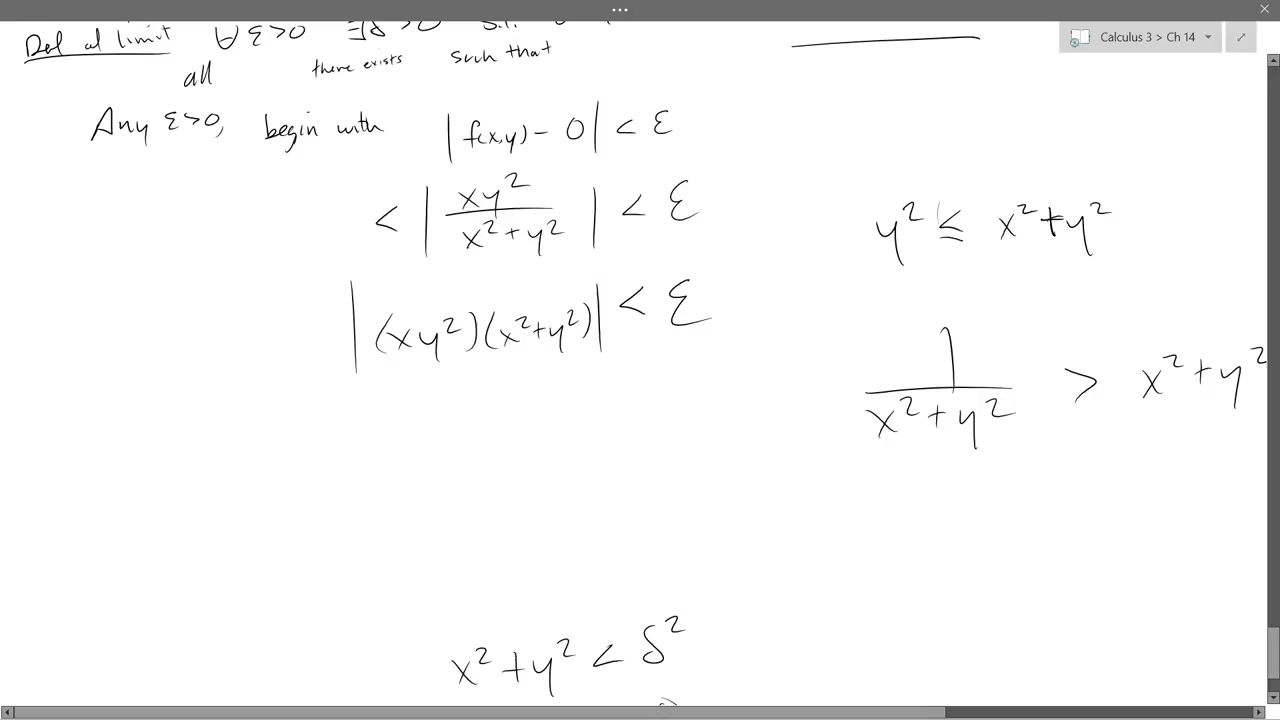 Calculus 3 > Ch 14
Def of limit ∀ ε>0 ∃ δ >0
all there exists such that
Any ε>0, begin with |f(x,y) - 0| < ε
< |xy²/(x²+y²)| < ε
y² ≤ x²+y²
|(xy²)(x²+y²)| < ε
1/(x²+y²) > x²+y²
x²+y² < δ²